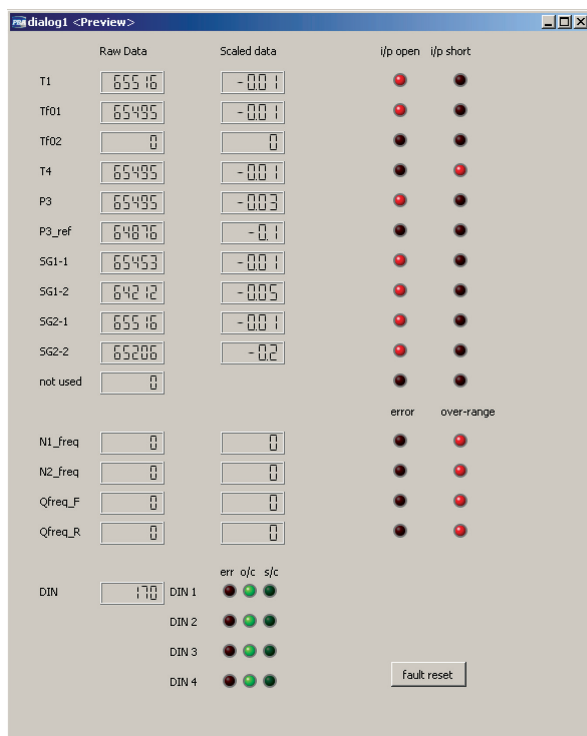 dialog1 <Preview>
Raw Data Scaled data i/p open i/p short
T1 65516 -0.01
Tf01 65495 -0.01
Tf02 0 0
T4 65495 -0.01
P3 65495 -0.03
P3_ref 64876 -0.1
SG1-1 65453 -0.01
SG1-2 64212 -0.05
SG2-1 65516 -0.01
SG2-2 65206 -0.2
not used 0
error over-range
N1_freq 0 0
N2_freq 0 0
Qfreq_F 0 0
Qfreq_R 0 0
err o/c s/c
DIN 170 DIN 1
DIN 2
DIN 3
DIN 4
fault reset